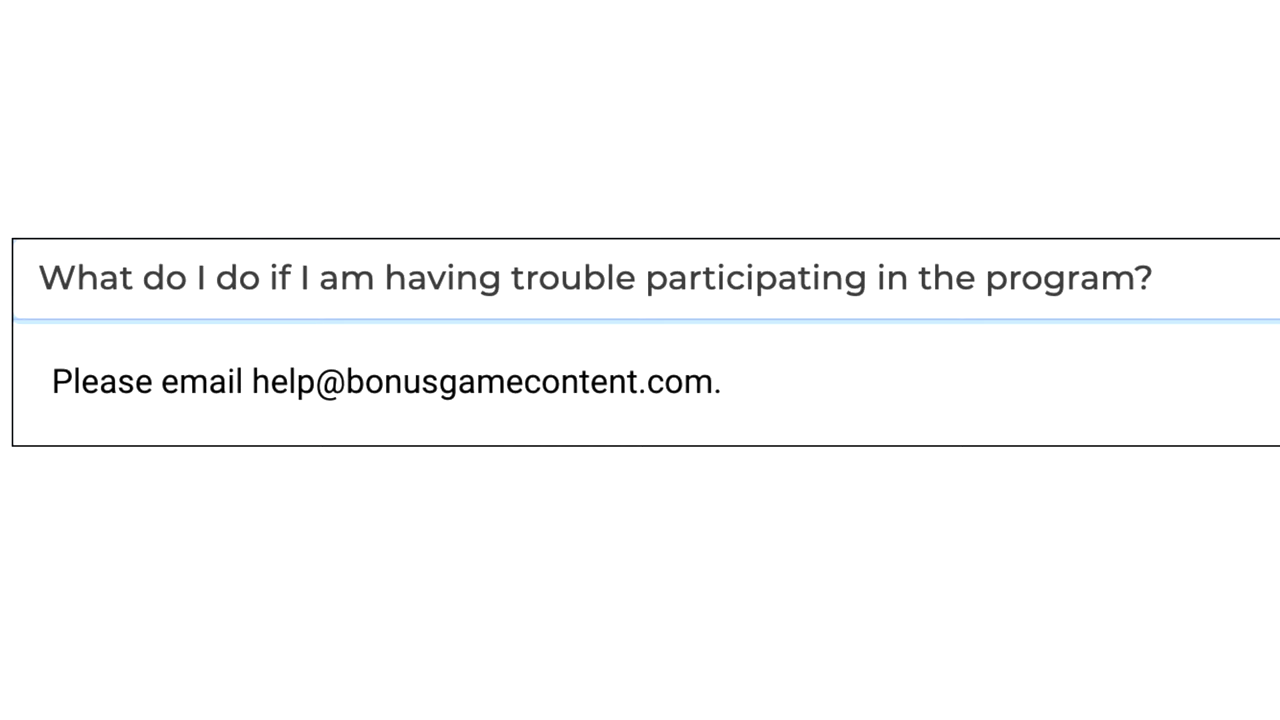 What do I do if I am having trouble participating in the program?
Please email help@bonusgamecontent.com.